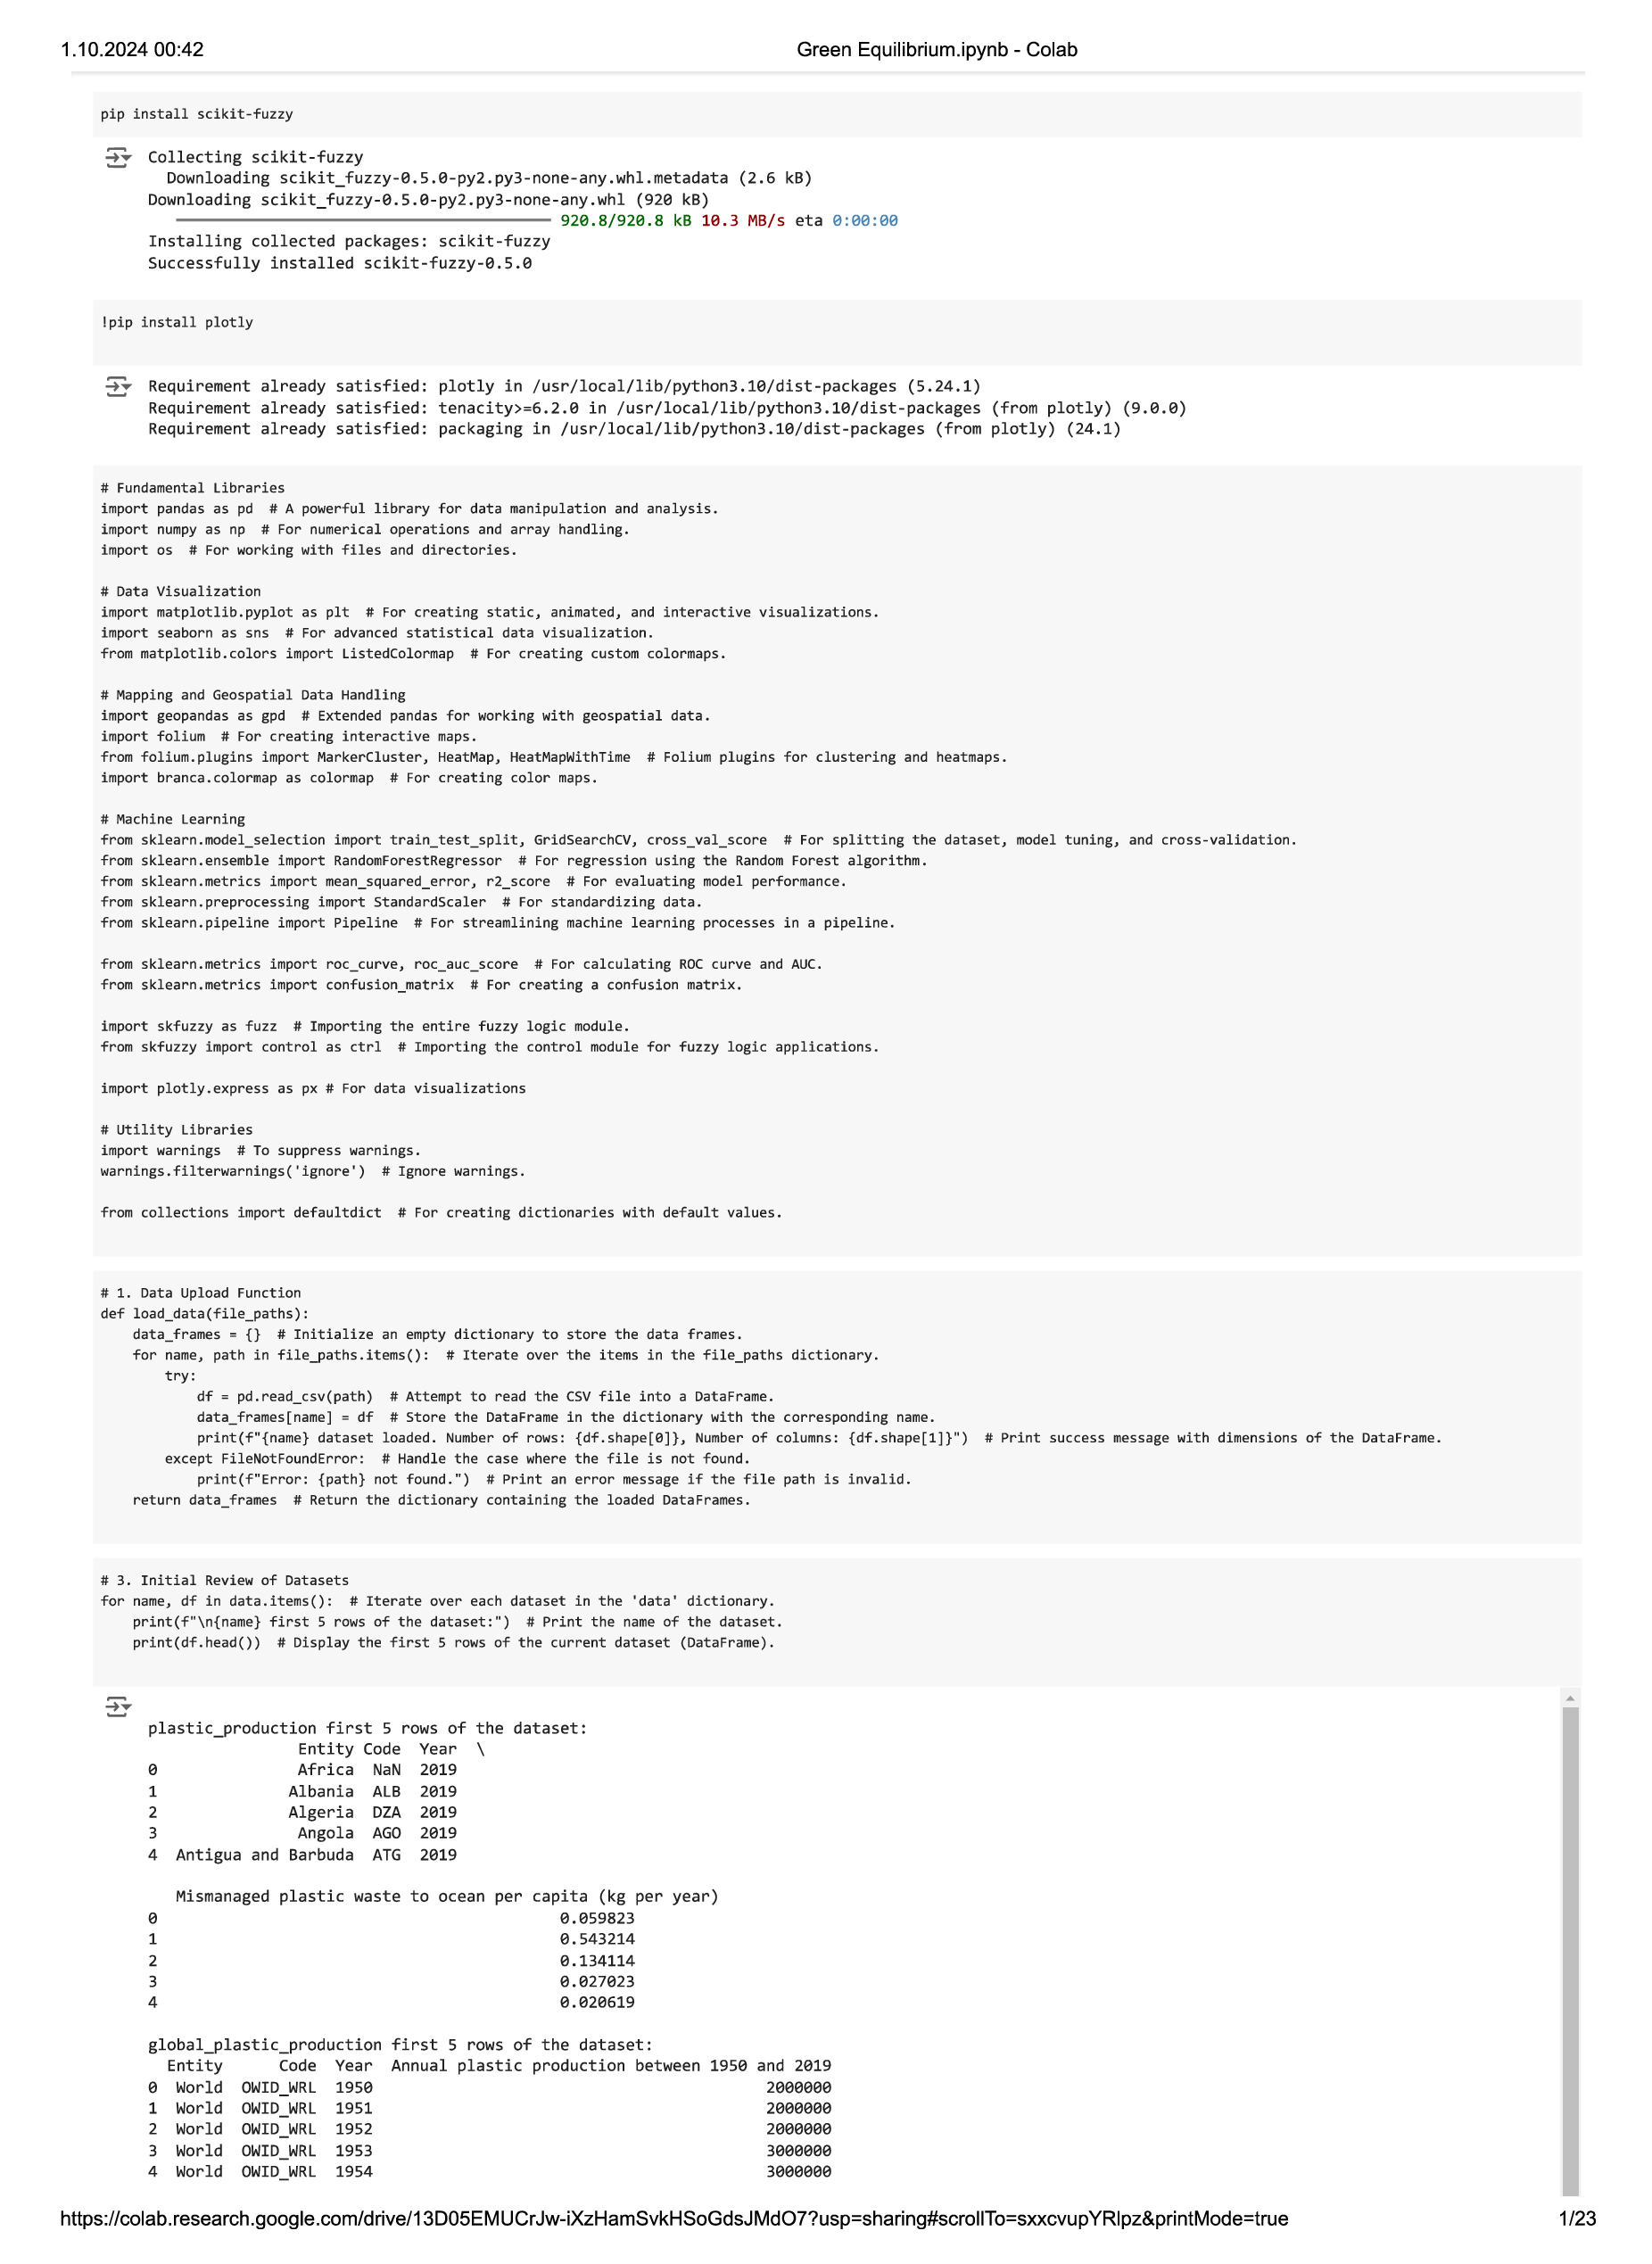 1.10.2024 00:42
Green Equilibrium.ipynb - Colab
pip install scikit-fuzzy
Collecting scikit-fuzzy
  Downloading scikit_fuzzy-0.5.0-py2.py3-none-any.whl.metadata (2.6 kB)
Downloading scikit_fuzzy-0.5.0-py2.py3-none-any.whl (920 kB)
920.8/920.8 kB 10.3 MB/s eta 0:00:00
Installing collected packages: scikit-fuzzy
Successfully installed scikit-fuzzy-0.5.0
!pip install plotly
Requirement already satisfied: plotly in /usr/local/lib/python3.10/dist-packages (5.24.1)
Requirement already satisfied: tenacity>=6.2.0 in /usr/local/lib/python3.10/dist-packages (from plotly) (9.0.0)
Requirement already satisfied: packaging in /usr/local/lib/python3.10/dist-packages (from plotly) (24.1)
# Fundamental Libraries
import pandas as pd  # A powerful library for data manipulation and analysis.
import numpy as np  # For numerical operations and array handling.
import os  # For working with files and directories.
# Data Visualization
import matplotlib.pyplot as plt  # For creating static, animated, and interactive visualizations.
import seaborn as sns  # For advanced statistical data visualization.
from matplotlib.colors import ListedColormap  # For creating custom colormaps.
# Mapping and Geospatial Data Handling
import geopandas as gpd  # Extended pandas for working with geospatial data.
import folium  # For creating interactive maps.
from folium.plugins import MarkerCluster, HeatMap, HeatMapWithTime  # Folium plugins for clustering and heatmaps.
import branca.colormap as colormap  # For creating color maps.
# Machine Learning
from sklearn.model_selection import train_test_split, GridSearchCV, cross_val_score  # For splitting the dataset, model tuning, and cross-validation.
from sklearn.ensemble import RandomForestRegressor  # For regression using the Random Forest algorithm.
from sklearn.metrics import mean_squared_error, r2_score  # For evaluating model performance.
from sklearn.preprocessing import StandardScaler  # For standardizing data.
from sklearn.pipeline import Pipeline  # For streamlining machine learning processes in a pipeline.
from sklearn.metrics import roc_curve, roc_auc_score  # For calculating ROC curve and AUC.
from sklearn.metrics import confusion_matrix  # For creating a confusion matrix.
import skfuzzy as fuzz  # Importing the entire fuzzy logic module.
from skfuzzy import control as ctrl  # Importing the control module for fuzzy logic applications.
import plotly.express as px # For data visualizations
# Utility Libraries
import warnings  # To suppress warnings.
warnings.filterwarnings('ignore')  # Ignore warnings.
from collections import defaultdict  # For creating dictionaries with default values.
# 1. Data Upload Function
def load_data(file_paths):
    data_frames = {}  # Initialize an empty dictionary to store the data frames.
    for name, path in file_paths.items():  # Iterate over the items in the file_paths dictionary.
        try:
            df = pd.read_csv(path)  # Attempt to read the CSV file into a DataFrame.
            data_frames[name] = df  # Store the DataFrame in the dictionary with the corresponding name.
            print(f"{name} dataset loaded. Number of rows: {df.shape[0]}, Number of columns: {df.shape[1]}")  # Print success message with dimensions of the DataFrame.
        except FileNotFoundError:  # Handle the case where the file is not found.
            print(f"Error: {path} not found.")  # Print an error message if the file path is invalid.
    return data_frames  # Return the dictionary containing the loaded DataFrames.
# 3. Initial Review of Datasets
for name, df in data.items():  # Iterate over each dataset in the 'data' dictionary.
    print(f"\n{name} first 5 rows of the dataset:")  # Print the name of the dataset.
    print(df.head())  # Display the first 5 rows of the current dataset (DataFrame).
plastic_production first 5 rows of the dataset:
                Entity Code  Year  \
0               Africa  NaN  2019
1              Albania  ALB  2019
2              Algeria  DZA  2019
3               Angola  AGO  2019
4  Antigua and Barbuda  ATG  2019
   Mismanaged plastic waste to ocean per capita (kg per year)
0                                           0.059823
1                                           0.543214
2                                           0.134114
3                                           0.027023
4                                           0.020619
global_plastic_production first 5 rows of the dataset:
  Entity      Code  Year  Annual plastic production between 1950 and 2019
0  World  OWID_WRL  1950                                          2000000
1  World  OWID_WRL  1951                                          2000000
2  World  OWID_WRL  1952                                          2000000
3  World  OWID_WRL  1953                                          3000000
4  World  OWID_WRL  1954                                          3000000
https://colab.research.google.com/drive/13D05EMUCrJw-iXzHamSvkHSoGdsJMdO7?usp=sharing#scrollTo=sxxcvupYRlpz&printMode=true
1/23